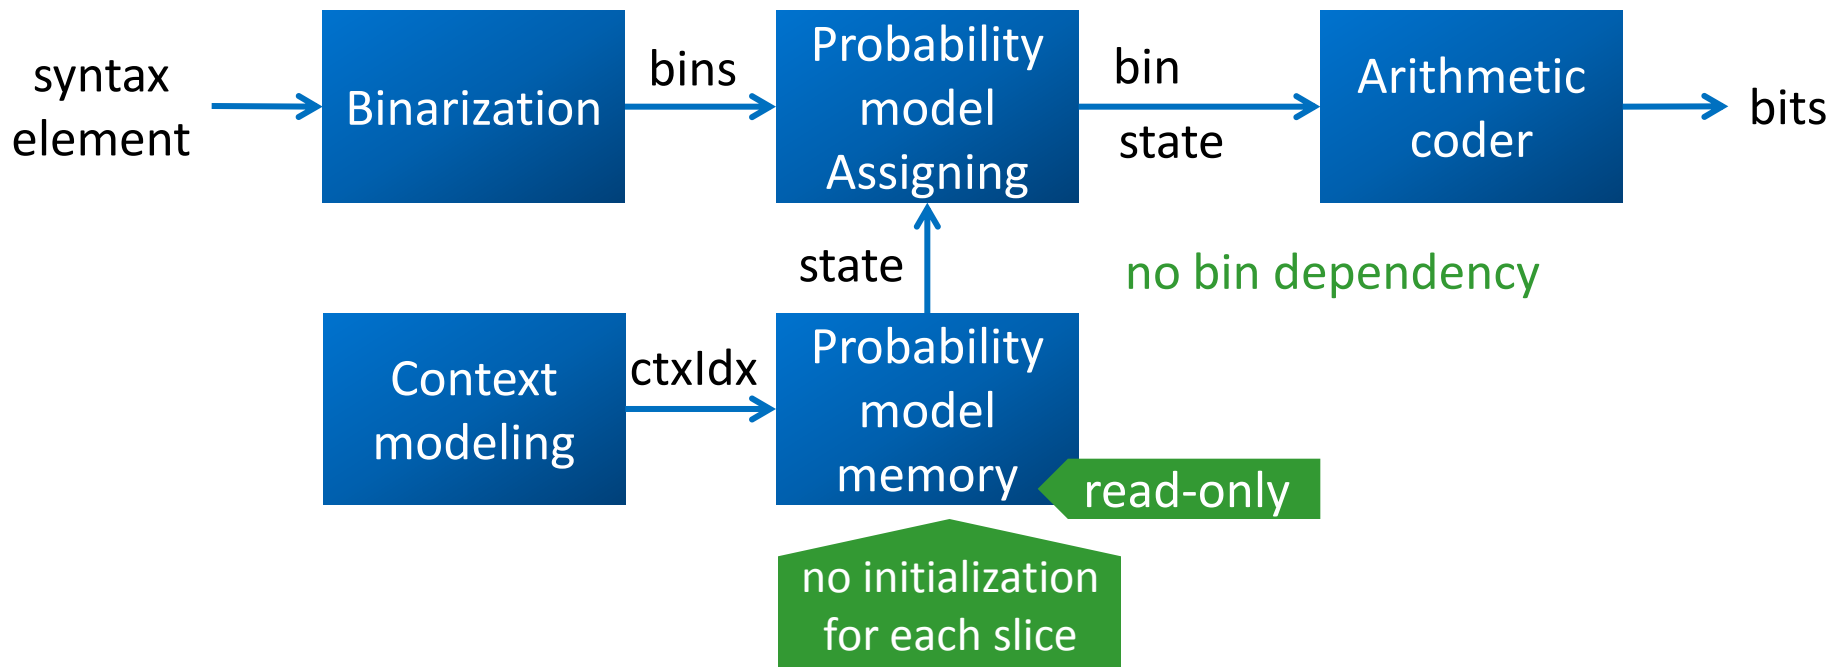 syntax
element
Binarization
bins
Probability
model
Assigning
bin
state
Arithmetic
coder
bits
state
no bin dependency
Context
modeling
ctxIdx
Probability
model
memory
read-only
no initialization
for each slice